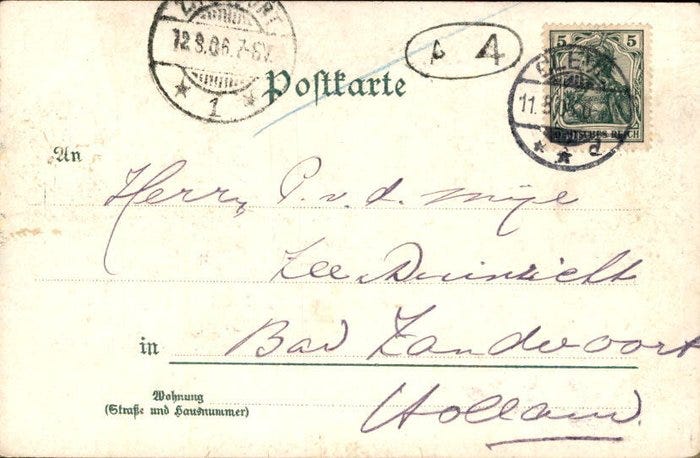 12.8.06.7-8V.
1
A 4
5 5
DEUTSCHES REICH
11.8.
d
Postkarte
An
Herrn P. v. d. Mije
Zee Duinzicht
in Bad Zandvoort
Wohnung
(Straße und Hausnummer)
Holland.